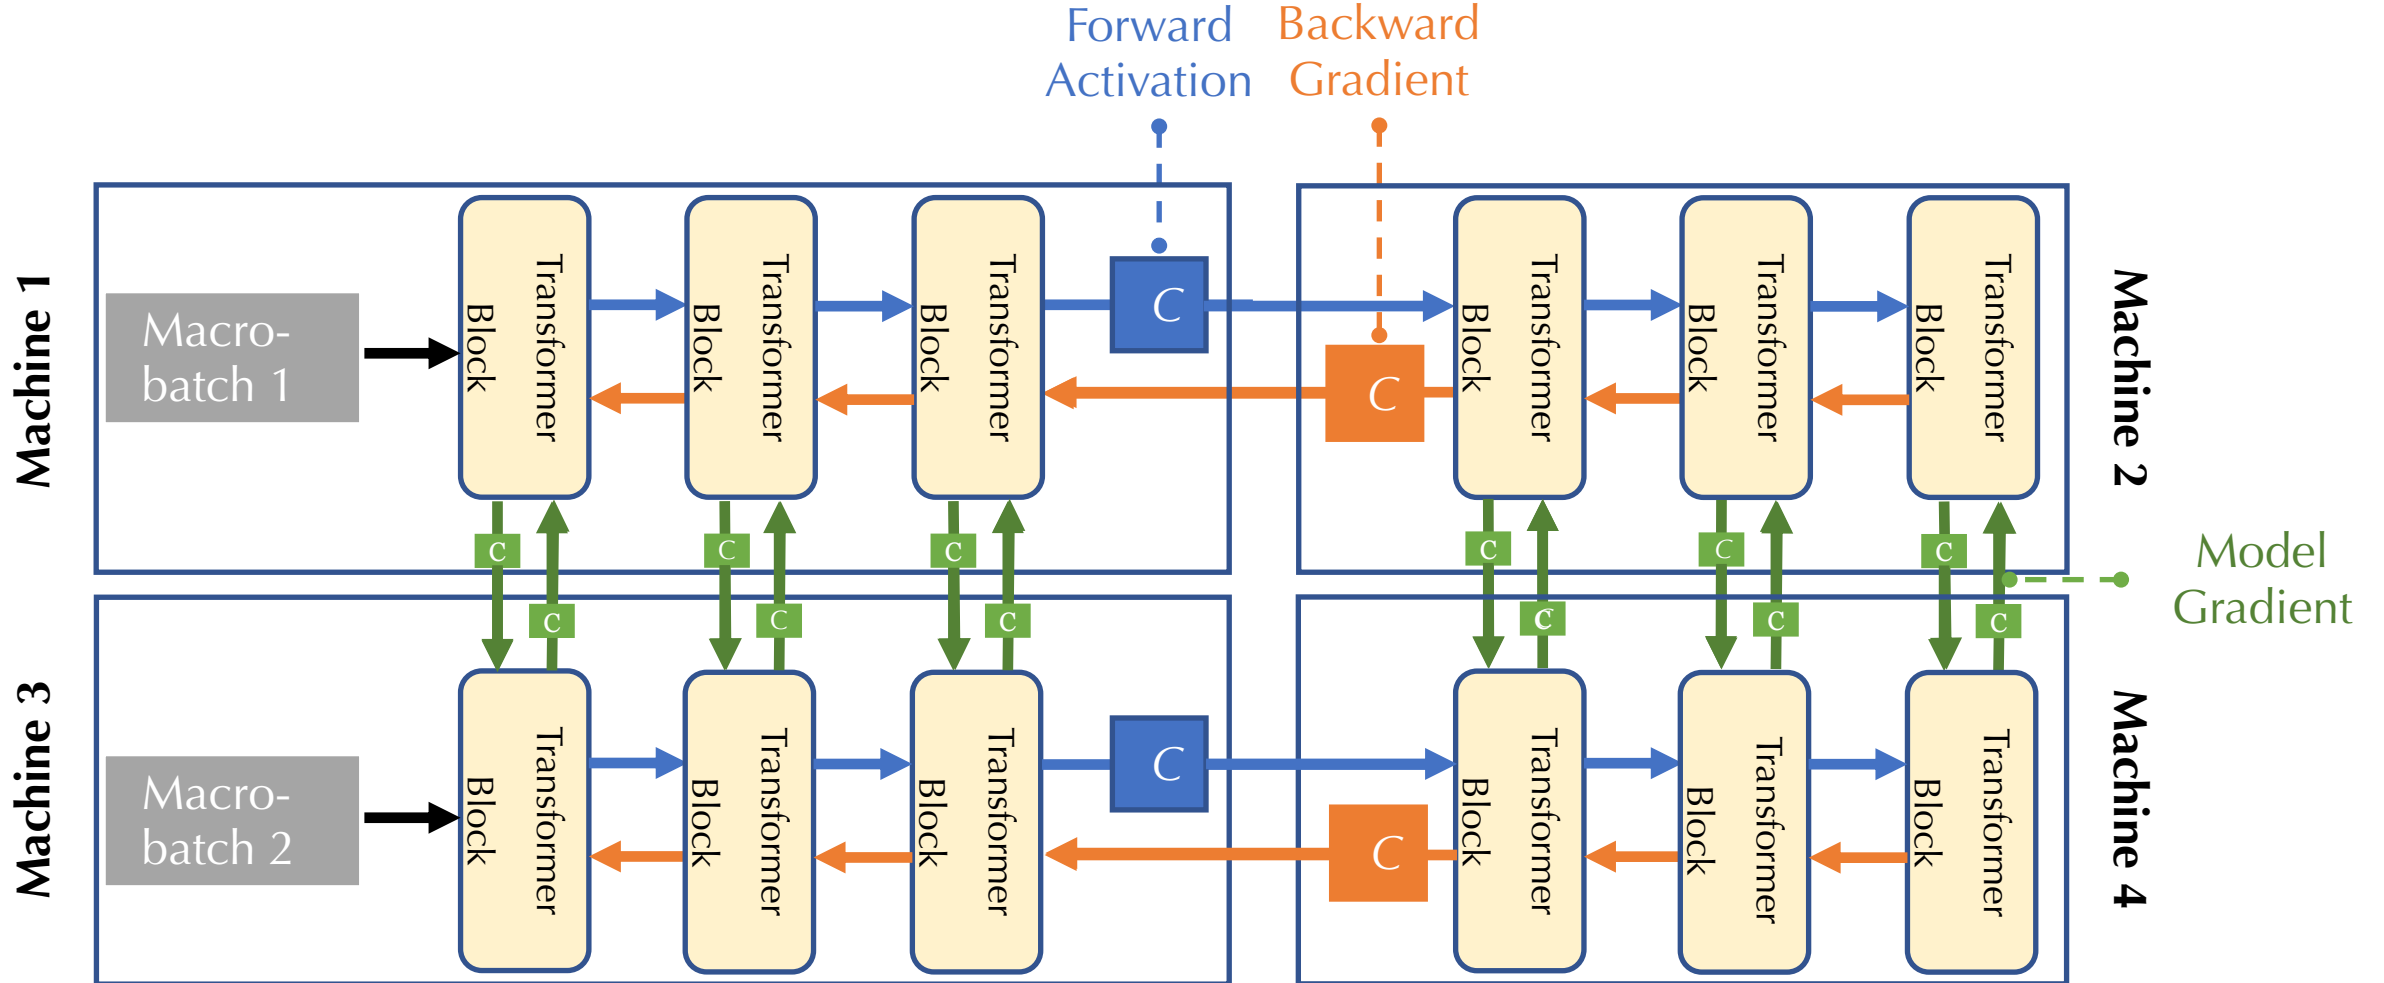 Forward
Activation
Backward
Gradient
Machine 1
Macro-
batch 1
Transformer
Block
Transformer
Block
Transformer
Block
C
C
Transformer
Block
Transformer
Block
Transformer
Block
Machine 2
C
C
C
C
C
C
Model
Gradient
C
C
C
C
C
C
Machine 3
Macro-
batch 2
Transformer
Block
Transformer
Block
Transformer
Block
C
C
Transformer
Block
Transformer
Block
Transformer
Block
Machine 4